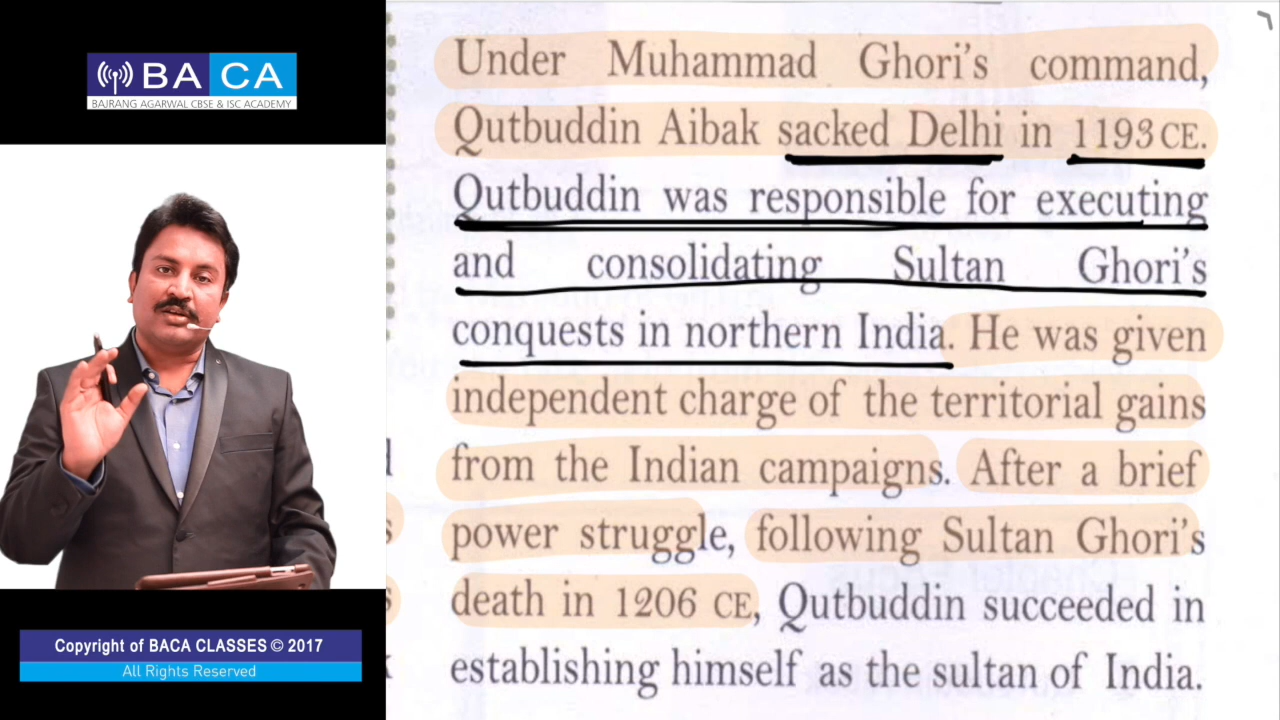 BA CA
BAJRANG AGARWAL CBSE & ISC ACADEMY
Copyright of BACA CLASSES © 2017
All Rights Reserved
Under Muhammad Ghori's command,
Qutbuddin Aibak sacked Delhi in 1193 CE.
Qutbuddin was responsible for executing
and consolidating Sultan Ghori's
conquests in northern India. He was given
independent charge of the territorial gains
from the Indian campaigns. After a brief
power struggle, following Sultan Ghori's
death in 1206 CE, Qutbuddin succeeded in
establishing himself as the sultan of India.